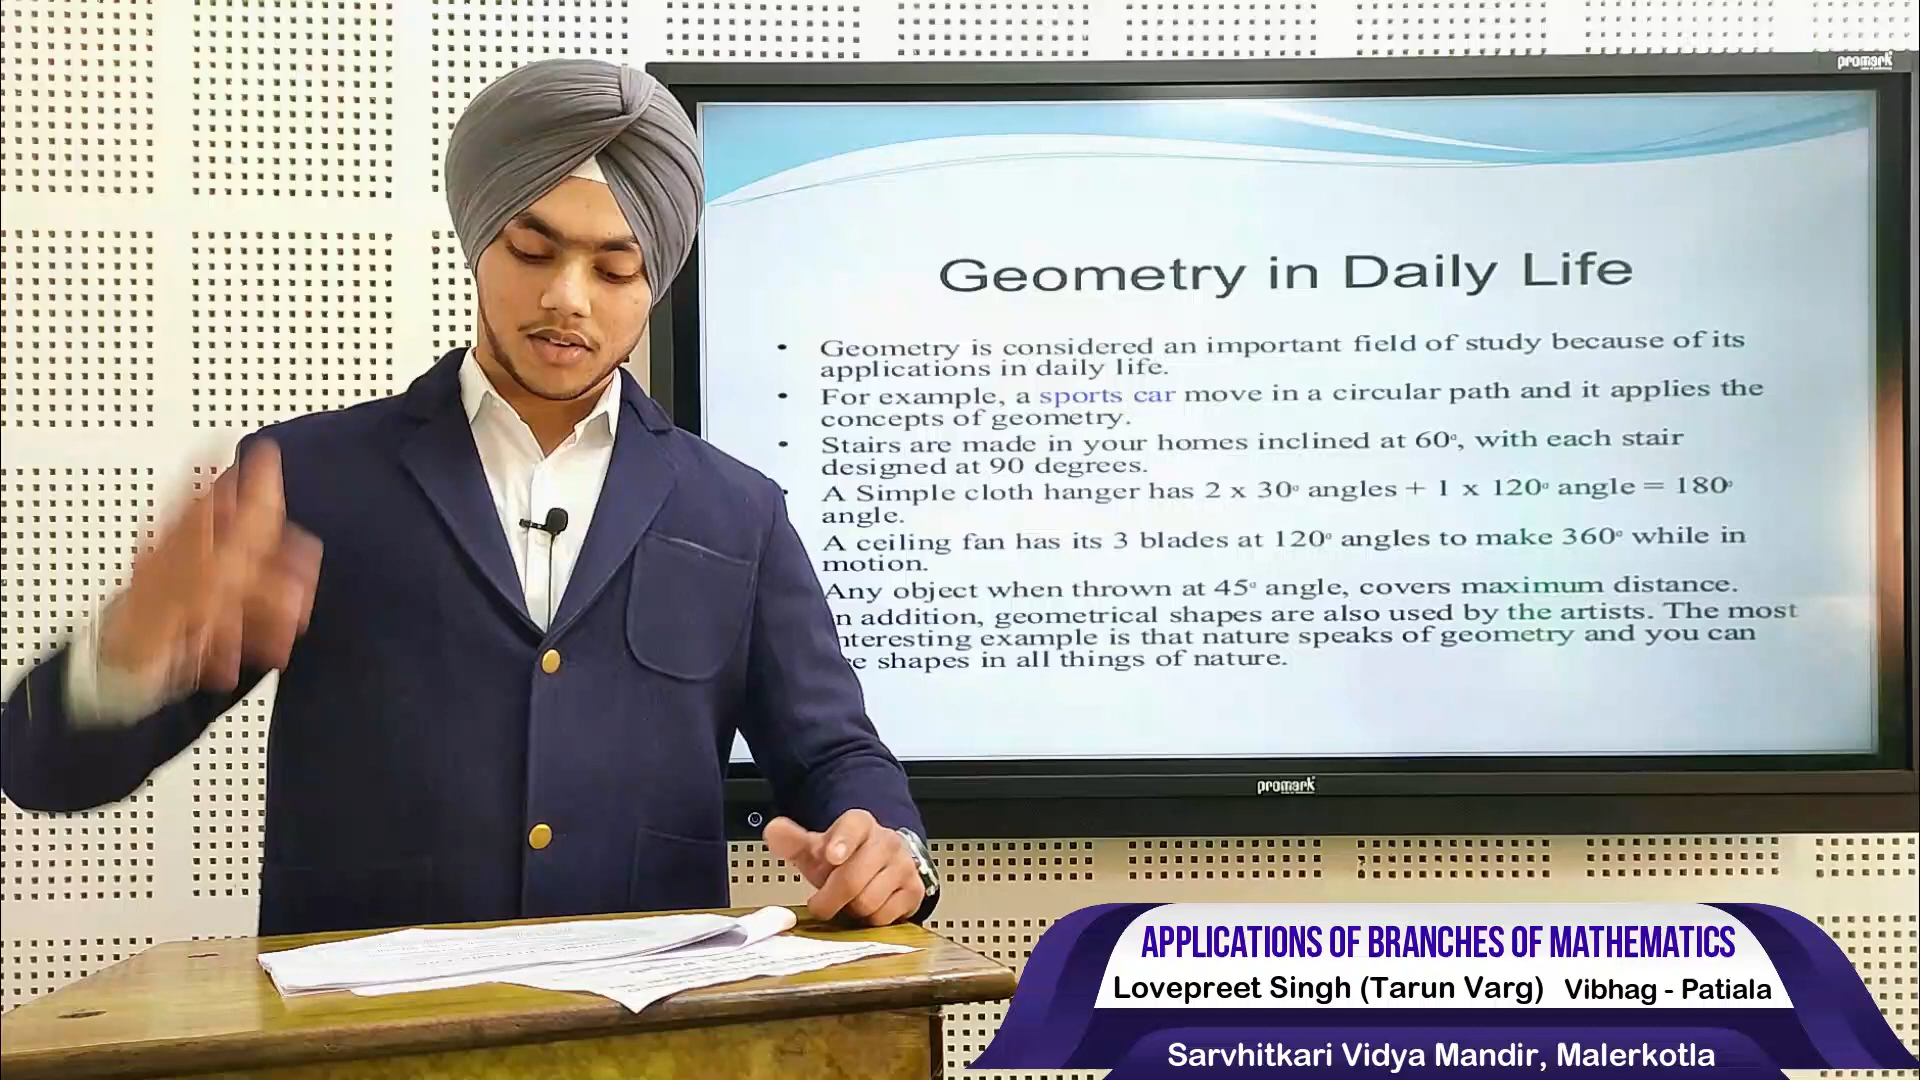 promark
Geometry in Daily Life
• Geometry is considered an important field of study because of its
applications in daily life.
• For example, a sports car move in a circular path and it applies the
concepts of geometry.
• Stairs are made in your homes inclined at 60°, with each stair
designed at 90 degrees.
A Simple cloth hanger has 2 x 30° angles + 1 x 120° angle = 180°
angle.
A ceiling fan has its 3 blades at 120° angles to make 360° while in
motion.
Any object when thrown at 45° angle, covers maximum distance.
n addition, geometrical shapes are also used by the artists. The most
nteresting example is that nature speaks of geometry and you can
e shapes in all things of nature.
promark
APPLICATIONS OF BRANCHES OF MATHEMATICS
Lovepreet Singh (Tarun Varg) Vibhag - Patiala
Sarvhitkari Vidya Mandir, Malerkotla